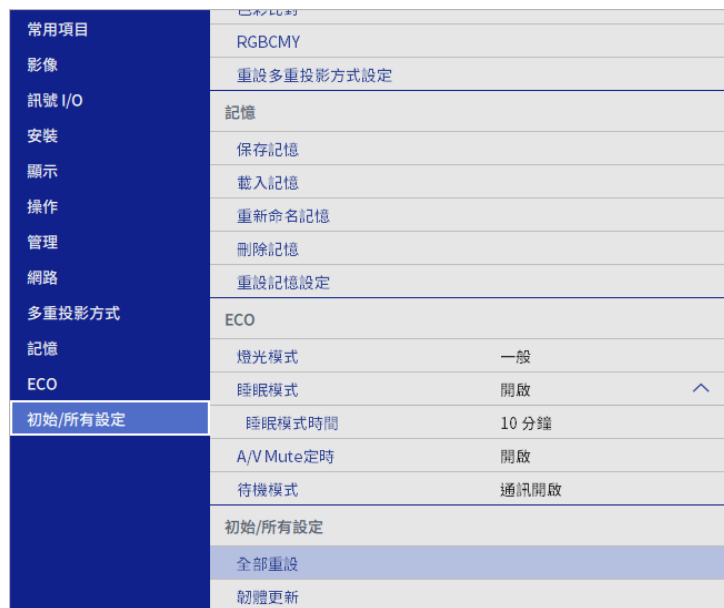 常用項目
影像
訊號 I/O
安裝
顯示
操作
管理
網路
多重投影方式
記憶
ECO
初始/所有設定
色彩比對
RGBCMY
重設多重投影方式設定
記憶
保存記憶
載入記憶
重新命名記憶
刪除記憶
重設記憶設定
ECO
燈光模式 一般
睡眠模式 開啟
睡眠模式時間 10 分鐘
A/V Mute定時 開啟
待機模式 通訊開啟
初始/所有設定
全部重設
韌體更新